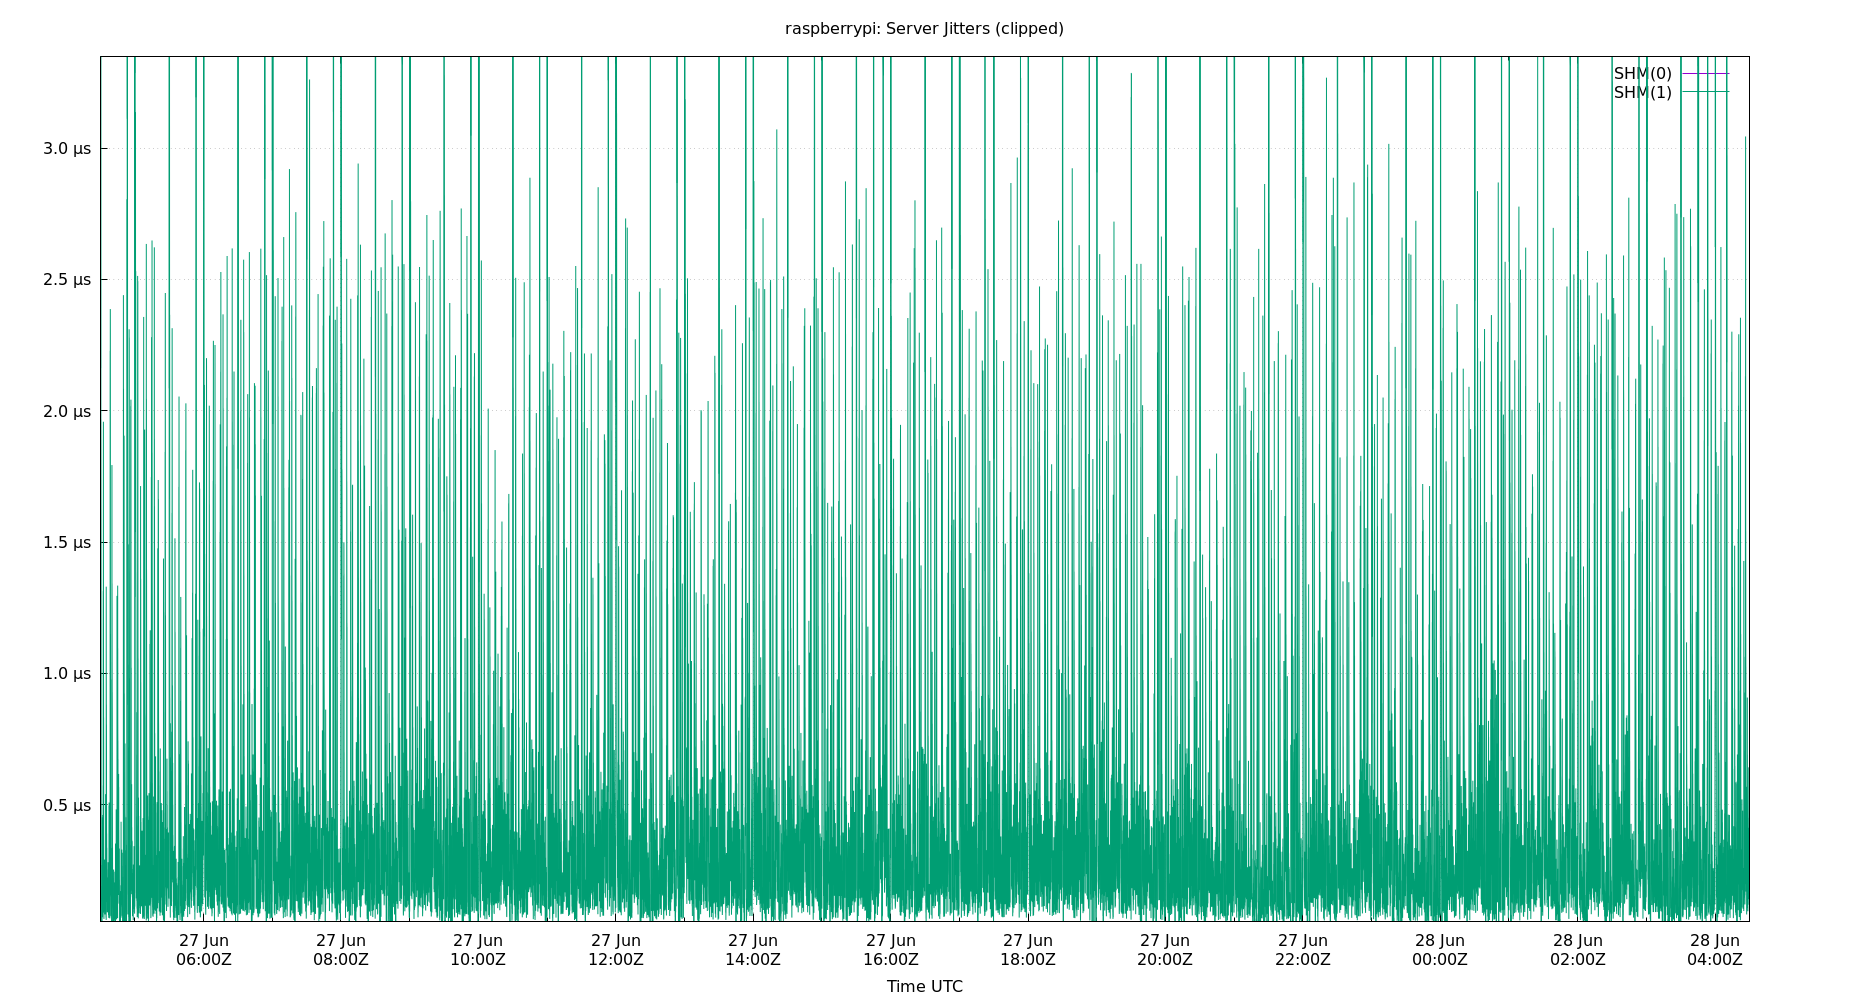 raspberrypi: Server Jitters (clipped)
SHM(0)
SHM(1)
3.0 µs
2.5 µs
2.0 µs
1.5 µs
1.0 µs
0.5 µs
27 Jun 27 Jun 27 Jun 27 Jun 27 Jun 27 Jun 27 Jun 27 Jun 27 Jun 28 Jun 28 Jun 28 Jun
06:00Z 08:00Z 10:00Z 12:00Z 14:00Z 16:00Z 18:00Z 20:00Z 22:00Z 00:00Z 02:00Z 04:00Z
Time UTC